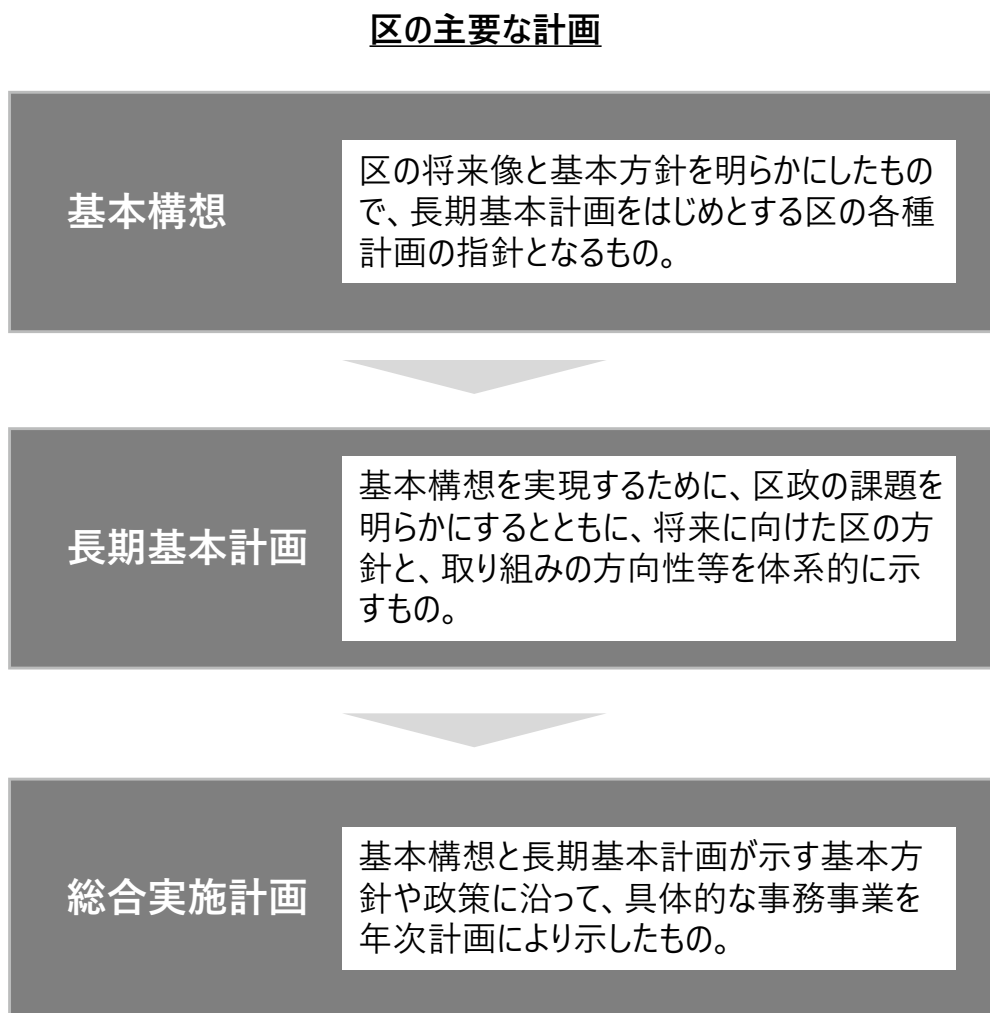 区の主要な計画
基本構想
区の将来像と基本方針を明らかにしたもの
で、長期基本計画をはじめとする区の各種
計画の指針となるもの。
長期基本計画
基本構想を実現するために、区政の課題を
明らかにするとともに、将来に向けた区の方
針と、取り組みの方向性等を体系的に示
すもの。
総合実施計画
基本構想と長期基本計画が示す基本方
針や政策に沿って、具体的な事務事業を
年次計画により示したもの。